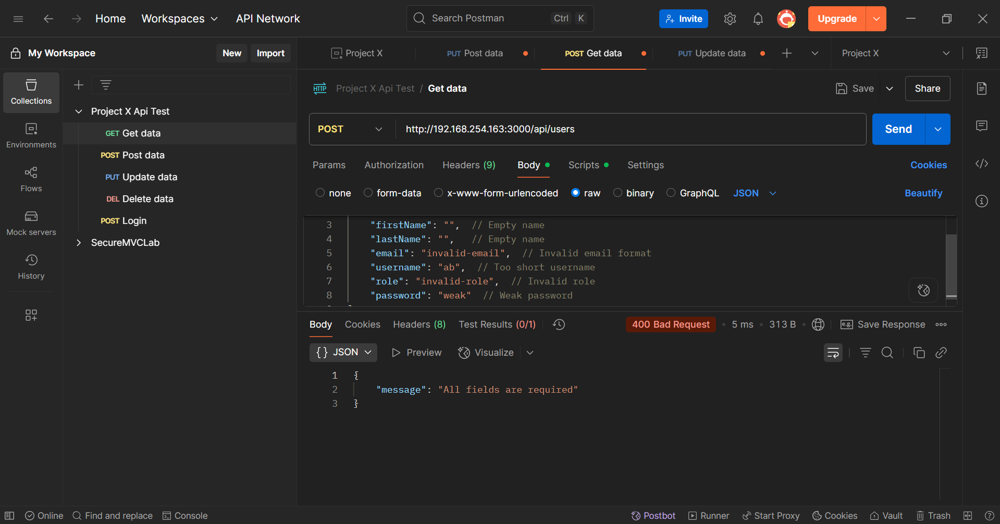 Home Workspaces API Network Search Postman Ctrl K Invite Upgrade
My Workspace New Import Project X PUT Post data POST Get data PUT Update data Project X
Collections
Environments
Flows
Mock servers
History
Project X Api Test
GET Get data
POST Post data
PUT Update data
DEL Delete data
POST Login
SecureMVCLab
HTTP Project X Api Test / Get data Save Share
POST http://192.168.254.163:3000/api/users Send
Params Authorization Headers (9) Body Scripts Settings Cookies
none form-data x-www-form-urlencoded raw binary GraphQL JSON Beautify
3 "firstName": "", // Empty name
4 "lastName": "", // Empty name
5 "email": "invalid-email", // Invalid email format
6 "username": "ab", // Too short username
7 "role": "invalid-role", // Invalid role
8 "password": "weak" // Weak password
Body Cookies Headers (8) Test Results (0/1) 400 Bad Request • 5 ms • 313 B • e.g. Save Response
{} JSON Preview Visualize
1 {
2 "message": "All fields are required"
3 }
Online Find and replace Console Postbot Runner Start Proxy Cookies Vault Trash